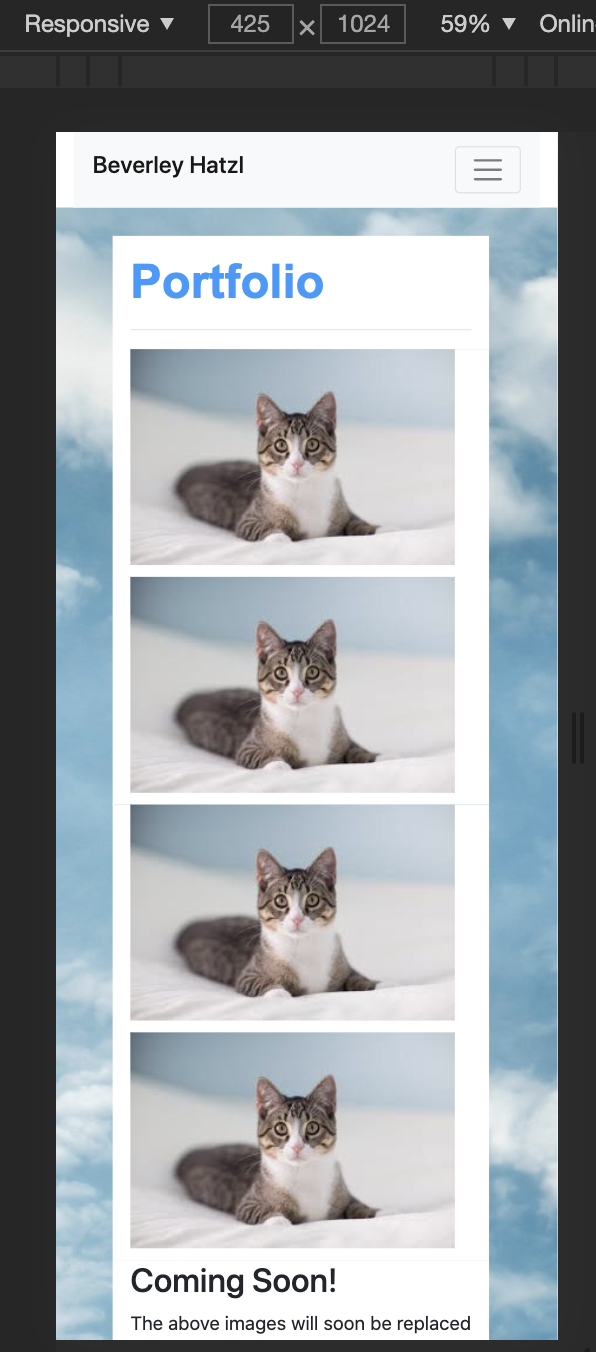 Responsive ▼ 425 × 1024 59% ▼ Onlin
Beverley Hatzl
Portfolio
Coming Soon!
The above images will soon be replaced